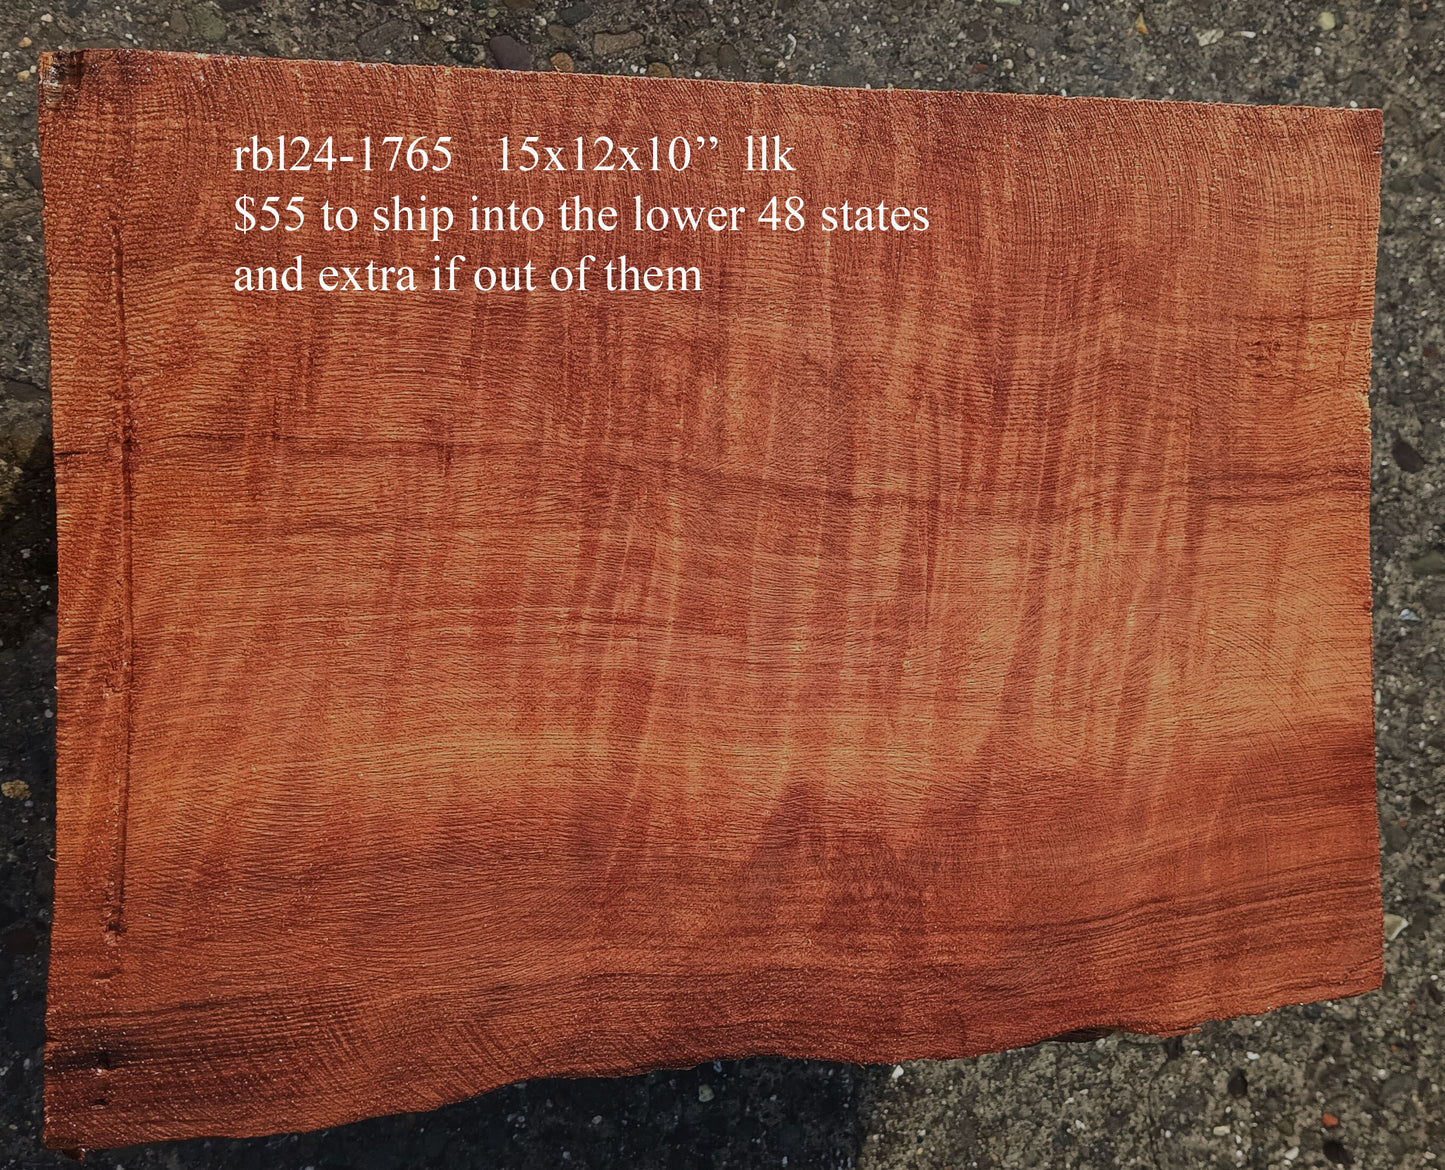 rbl24-1765 15x12x10’’ llk
$55 to ship into the lower 48 states
and extra if out of them